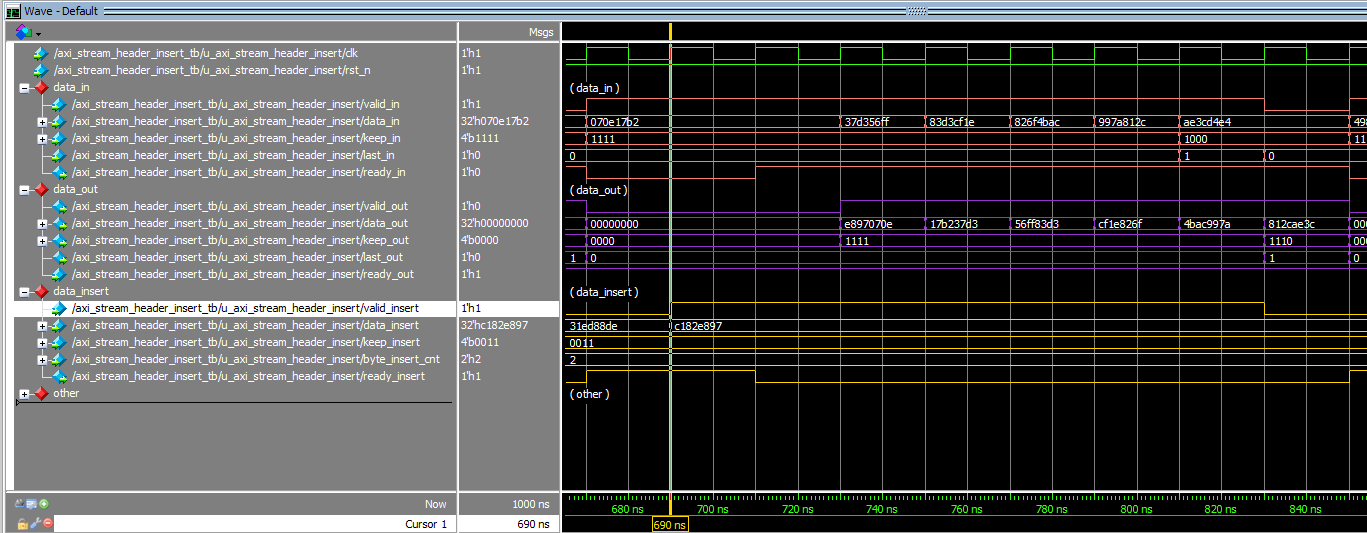 Wave - Default
Msgs
/axi_stream_header_insert_tb/u_axi_stream_header_insert/clk 1'h1
/axi_stream_header_insert_tb/u_axi_stream_header_insert/rst_n 1'h1
data_in ( data_in )
/axi_stream_header_insert_tb/u_axi_stream_header_insert/valid_in 1'h1
/axi_stream_header_insert_tb/u_axi_stream_header_insert/data_in 32'h070e17b2 070e17b2 37d356ff 83d3cf1e 826f4bac 997a812c ae3cd4e4 498
/axi_stream_header_insert_tb/u_axi_stream_header_insert/keep_in 4'b1111 1111 1000 11
/axi_stream_header_insert_tb/u_axi_stream_header_insert/last_in 1'h0 0 1 0
/axi_stream_header_insert_tb/u_axi_stream_header_insert/ready_in 1'h0
data_out ( data_out )
/axi_stream_header_insert_tb/u_axi_stream_header_insert/valid_out 1'h0
/axi_stream_header_insert_tb/u_axi_stream_header_insert/data_out 32'h00000000 00000000 e897070e 17b237d3 56ff83d3 cf1e826f 4bac997a 812cae3c 000
/axi_stream_header_insert_tb/u_axi_stream_header_insert/keep_out 4'b0000 0000 1111 1110 000
/axi_stream_header_insert_tb/u_axi_stream_header_insert/last_out 1'h0 1 0 1 0
/axi_stream_header_insert_tb/u_axi_stream_header_insert/ready_out 1'h1
data_insert ( data_insert )
/axi_stream_header_insert_tb/u_axi_stream_header_insert/valid_insert 1'h1
/axi_stream_header_insert_tb/u_axi_stream_header_insert/data_insert 32'hc182e897 31ed88de c182e897
/axi_stream_header_insert_tb/u_axi_stream_header_insert/keep_insert 4'b0011 0011
/axi_stream_header_insert_tb/u_axi_stream_header_insert/byte_insert_cnt 2'h2 2
/axi_stream_header_insert_tb/u_axi_stream_header_insert/ready_insert 1'h1
other ( other )
Now 1000 ns 680 ns 700 ns 720 ns 740 ns 760 ns 780 ns 800 ns 820 ns 840 ns
Cursor 1 690 ns 690 ns